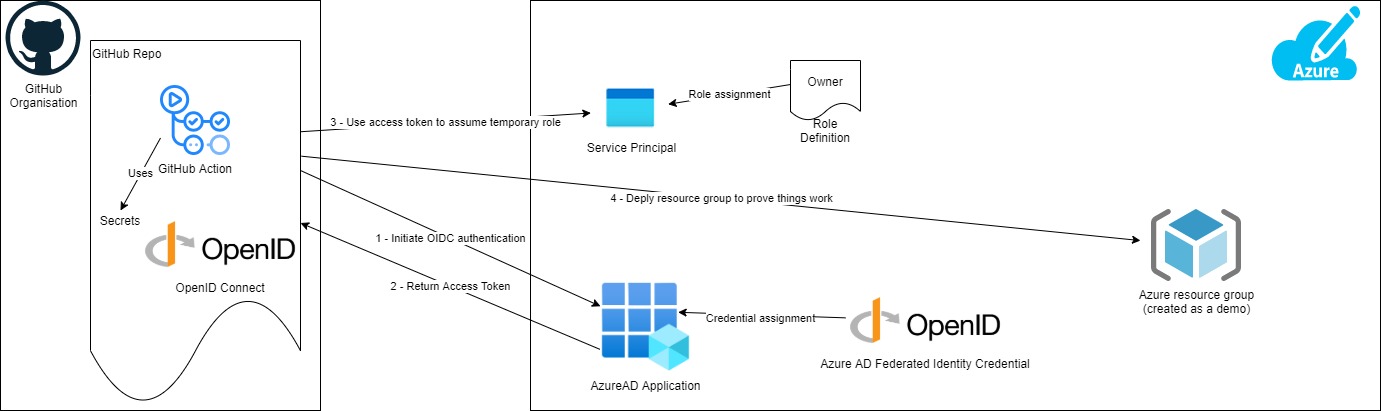 GitHub
Organisation
GitHub Repo
GitHub Action
Uses
Secrets
OpenID
OpenID Connect
3 - Use access token to assume temporary role
Service Principal
Role assignment
Owner
Role
Definition
Azure
4 - Deply resource group to prove things work
1 - Initiate OIDC authentication
2 - Return Access Token
AzureAD Application
Credential assignment
OpenID
Azure AD Federated Identity Credential
Azure resource group
(created as a demo)